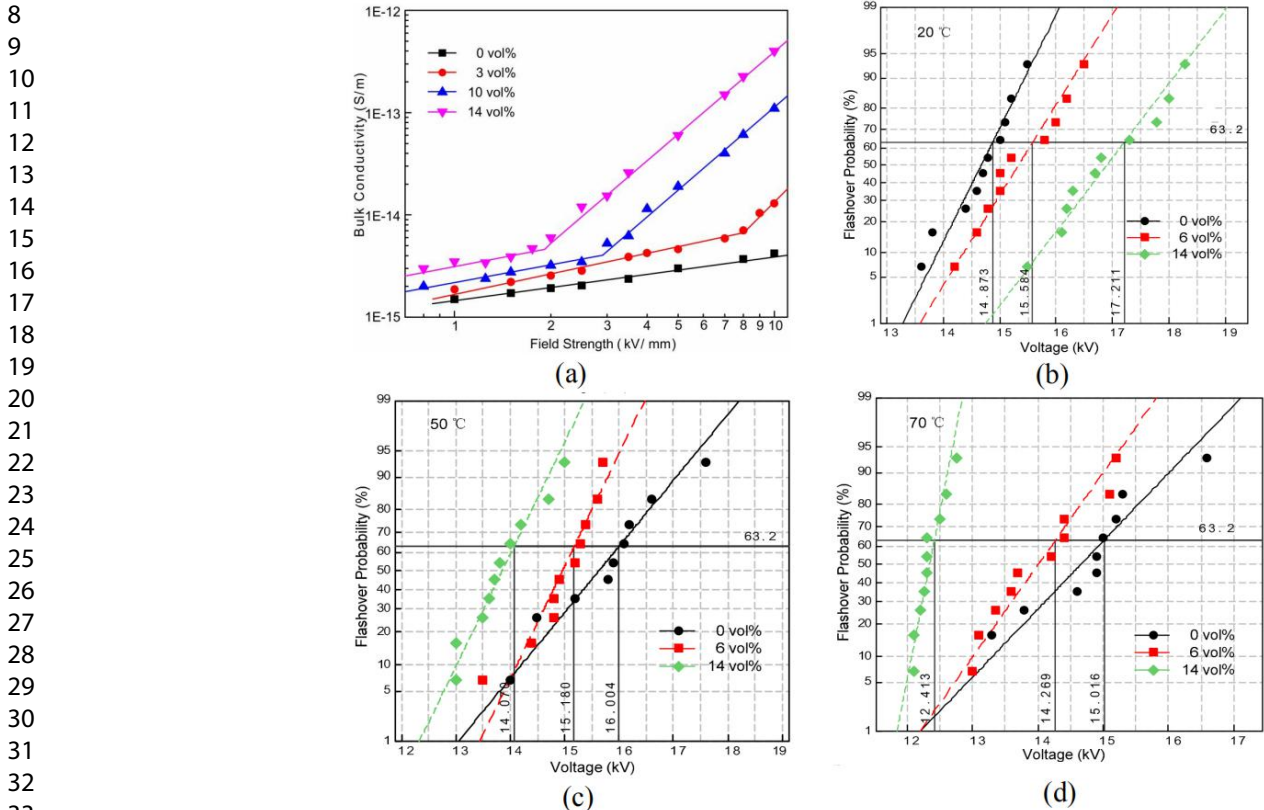 8
9
10
11
12
13
14
15
16
17
18
19
20
21
22
23
24
25
26
27
28
29
30
31
32
1E-12
1E-13
1E-14
1E-15
Bulk Conductivity (S/m)
0 vol%
3 vol%
10 vol%
14 vol%
1 2 3 4 5 6 7 8 9 10
Field Strength ( kV/ mm)
(a)
99
95
90
80
70
60
50
40
30
20
10
5
1
Flashover Probability (%)
20 ℃
63.2
0 vol%
6 vol%
14 vol%
14.873
15.584
17.211
13 14 15 16 17 18 19
Voltage (kV)
(b)
99
95
90
80
70
60
50
40
30
20
10
5
1
Flashover Probability (%)
50 ℃
63.2
0 vol%
6 vol%
14 vol%
14.079
15.180
16.004
12 13 14 15 16 17 18 19
Voltage (kV)
(c)
99
95
90
80
70
60
50
40
30
20
10
5
1
Flashover Probability (%)
70 ℃
63.2
0 vol%
6 vol%
14 vol%
12.413
14.269
15.016
12 13 14 15 16 17
Voltage (kV)
(d)